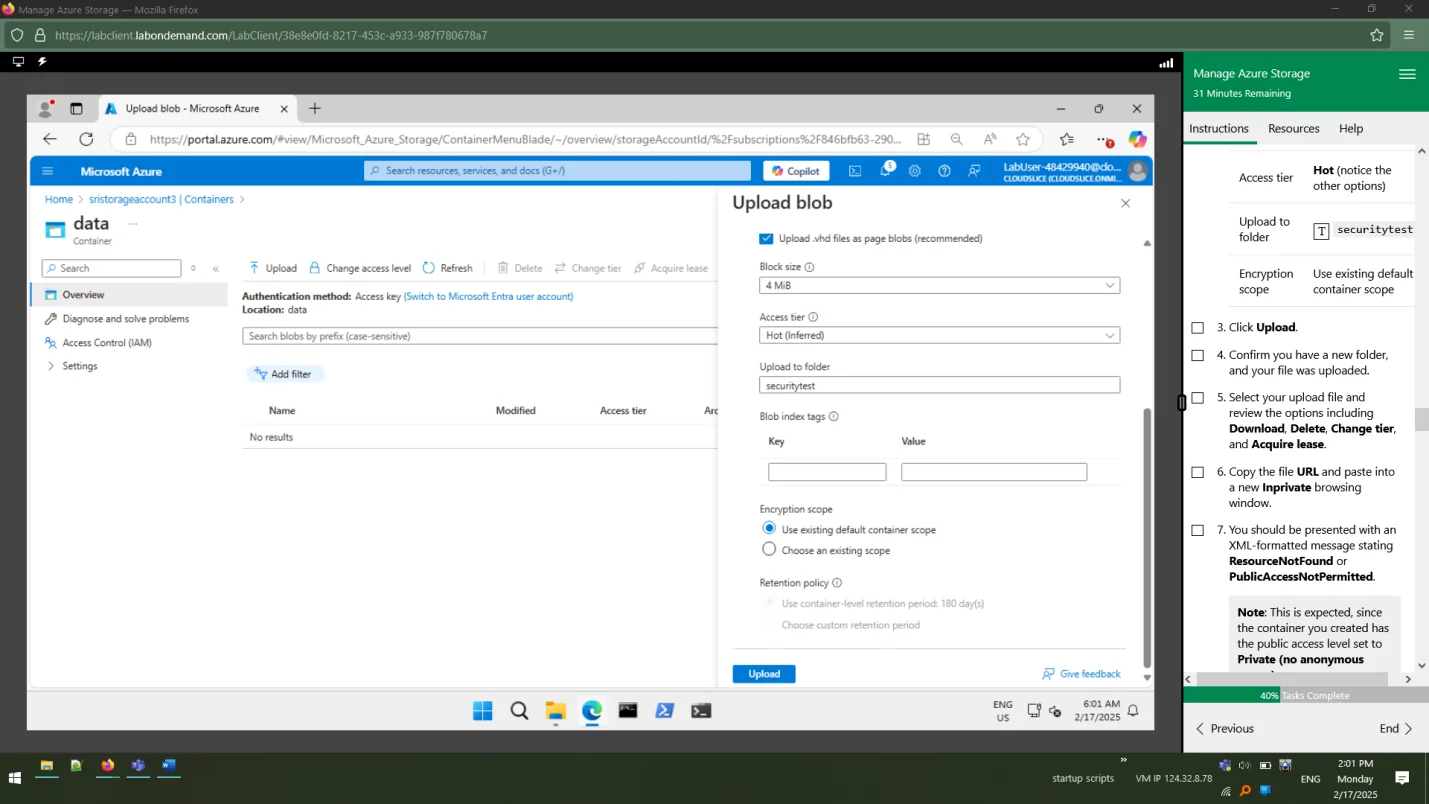 Manage Azure Storage — Mozilla Firefox
https://labclient.labondemand.com/LabClient/38e8e0fd-8217-453c-a933-987f780678a7
Upload blob - Microsoft Azure
https://portal.azure.com/#view/Microsoft_Azure_Storage/ContainerMenuBlade/~/overview/storageAccountId/%2Fsubscriptions%2F846bfb63-290...
Microsoft Azure
Search resources, services, and docs (G+/)
Copilot
5
LabUser-48429940@clo...
CLOUDSLICE (CLOUDSLICE.ONMI...
Home > sristorageaccount3 | Containers >
data ...
Container
Search
Overview
Diagnose and solve problems
Access Control (IAM)
Settings
Upload
Change access level
Refresh
Delete
Change tier
Acquire lease
Authentication method: Access key (Switch to Microsoft Entra user account)
Location: data
Search blobs by prefix (case-sensitive)
Add filter
Name Modified Access tier Arc
No results
Upload blob
Upload .vhd files as page blobs (recommended)
Block size
4 MiB
Access tier
Hot (Inferred)
Upload to folder
securitytest
Blob index tags
Key Value
Encryption scope
Use existing default container scope
Choose an existing scope
Retention policy
Use container-level retention period: 180 day(s)
Choose custom retention period
Upload
Give feedback
ENG
US
6:01 AM
2/17/2025
Manage Azure Storage
31 Minutes Remaining
Instructions Resources Help
Access tier
Hot (notice the
other options)
Upload to
folder
T securitytest
Encryption
scope
Use existing default
container scope
3. Click Upload.
4. Confirm you have a new folder,
and your file was uploaded.
5. Select your upload file and
review the options including
Download, Delete, Change tier,
and Acquire lease.
6. Copy the file URL and paste into
a new Inprivate browsing
window.
7. You should be presented with an
XML-formatted message stating
ResourceNotFound or
PublicAccessNotPermitted.
Note: This is expected, since
the container you created has
the public access level set to
Private (no anonymous
40% Tasks Complete
Previous
End
startup scripts
VM IP 124.32.8.78
ENG
2:01 PM
Monday
2/17/2025